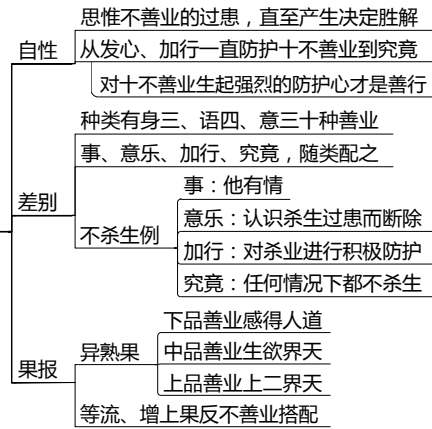 自性
思惟不善业的过患，直至产生决定胜解
从发心、加行一直防护十不善业到究竟
对十不善业生起强烈的防护心才是善行
差别
种类有身三、语四、意三十种善业
事、意乐、加行、究竟，随类配之
不杀生例
事：他有情
意乐：认识杀生过患而断除
加行：对杀业进行积极防护
究竟：任何情况下都不杀生
果报
异熟果
下品善业感得人道
中品善业生欲界天
上品善业上二界天
等流、增上果反不善业搭配